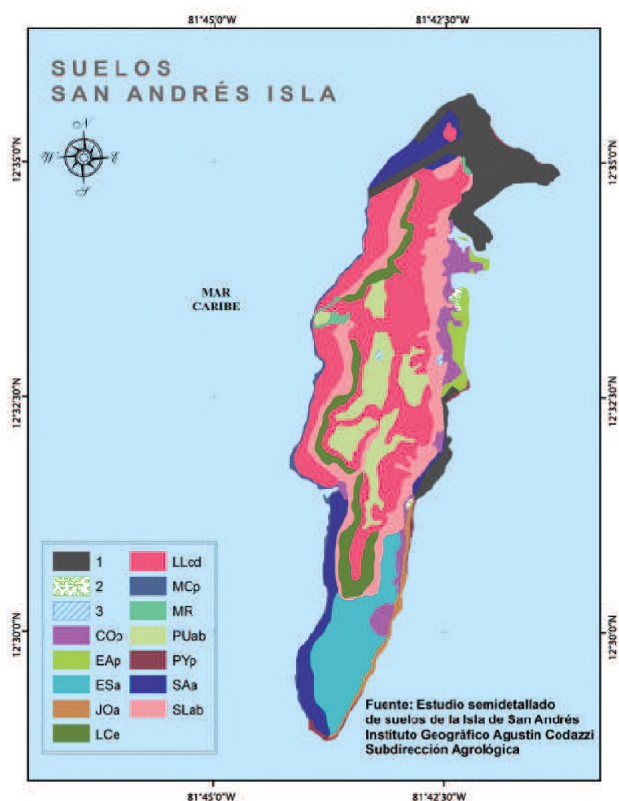 81°45'0"W
81°42'30"W
SUELOS
SAN ANDRÉS ISLA
N
W
E
S
12°35'0"N
12°35'0"N
MAR
CARIBE
12°32'30"N
12°32'30"N
12°30'0"N
12°30'0"N
1
2
3
COp
EAp
ESa
JOa
LCe
LLcd
MCp
MR
PUab
PYp
SAa
SLab
Fuente: Estudio semidetallado
de suelos de la Isla de San Andrés
Instituto Geográfico Agustin Codazzi
Subdirección Agrológica
81°45'0"W
81°42'30"W